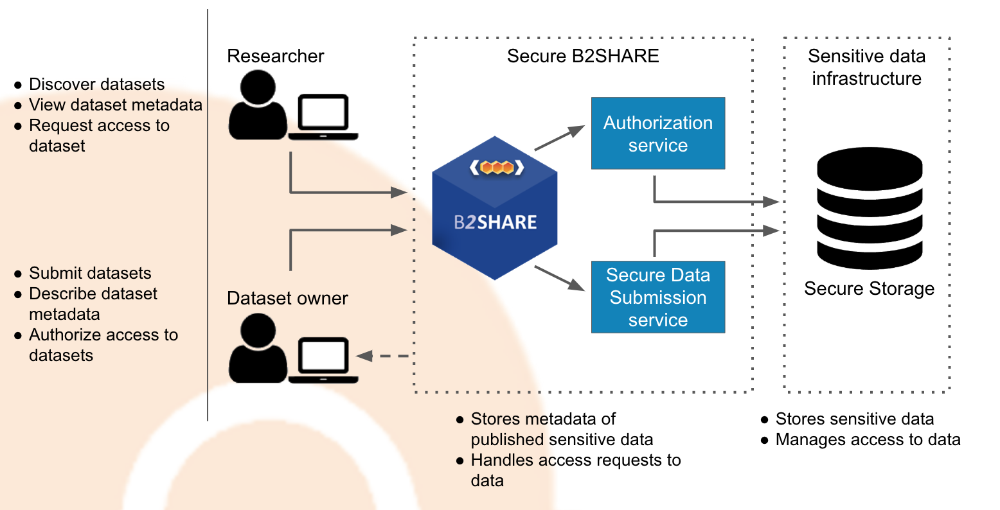 ● Discover datasets
● View dataset metadata
● Request access to
dataset
Researcher
● Submit datasets
● Describe dataset
metadata
● Authorize access to
datasets
Dataset owner
Secure B2SHARE
B2SHARE
Authorization
service
Secure Data
Submission
service
● Stores metadata of
published sensitive data
● Handles access requests to
data
Sensitive data
infrastructure
Secure Storage
● Stores sensitive data
● Manages access to data